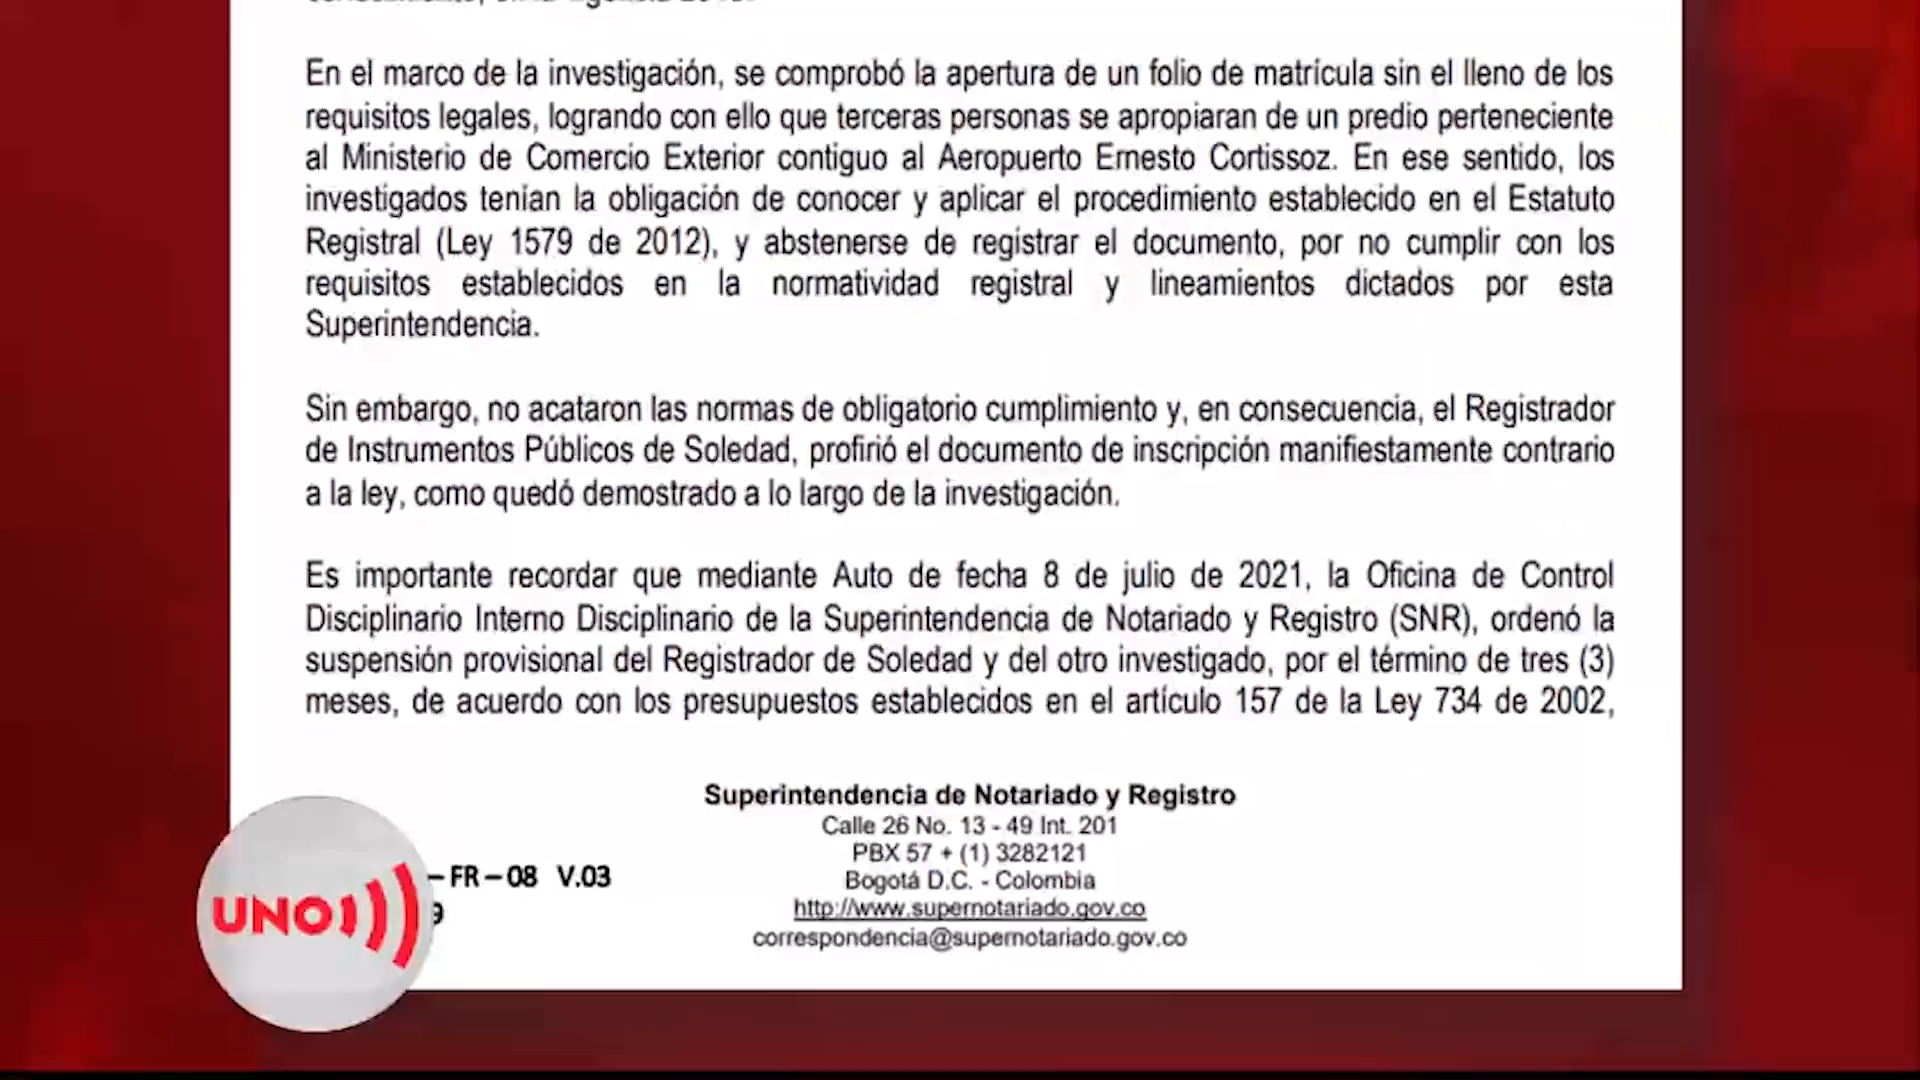 En el marco de la investigación, se comprobó la apertura de un folio de matrícula sin el lleno de los
requisitos legales, logrando con ello que terceras personas se apropiaran de un predio perteneciente
al Ministerio de Comercio Exterior contiguo al Aeropuerto Ernesto Cortissoz. En ese sentido, los
investigados tenían la obligación de conocer y aplicar el procedimiento establecido en el Estatuto
Registral (Ley 1579 de 2012), y abstenerse de registrar el documento, por no cumplir con los
requisitos establecidos en la normatividad registral y lineamientos dictados por esta
Superintendencia.
Sin embargo, no acataron las normas de obligatorio cumplimiento y, en consecuencia, el Registrador
de Instrumentos Públicos de Soledad, profirió el documento de inscripción manifiestamente contrario
a la ley, como quedó demostrado a lo largo de la investigación.
Es importante recordar que mediante Auto de fecha 8 de julio de 2021, la Oficina de Control
Disciplinario Interno Disciplinario de la Superintendencia de Notariado y Registro (SNR), ordenó la
suspensión provisional del Registrador de Soledad y del otro investigado, por el término de tres (3)
meses, de acuerdo con los presupuestos establecidos en el artículo 157 de la Ley 734 de 2002,
Superintendencia de Notariado y Registro
Calle 26 No. 13 - 49 Int. 201
PBX 57 + (1) 3282121
Bogotá D.C. - Colombia
http://www.supernotariado.gov.co
correspondencia@supernotariado.gov.co
– FR – 08 V.03
9
UNO